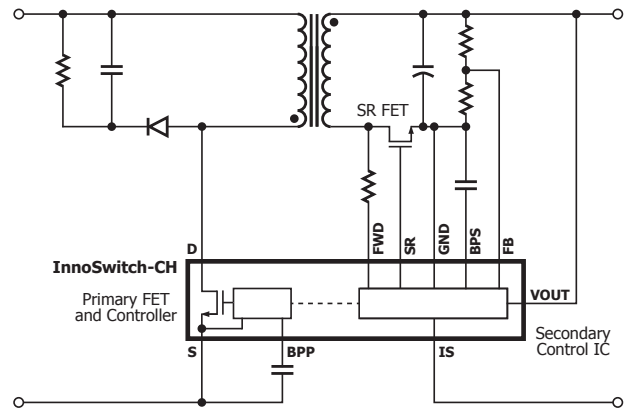 SR FET
FWD
SR
GND
BPS
FB
D
InnoSwitch-CH
Primary FET
and Controller
VOUT
Secondary
Control IC
S
BPP
IS